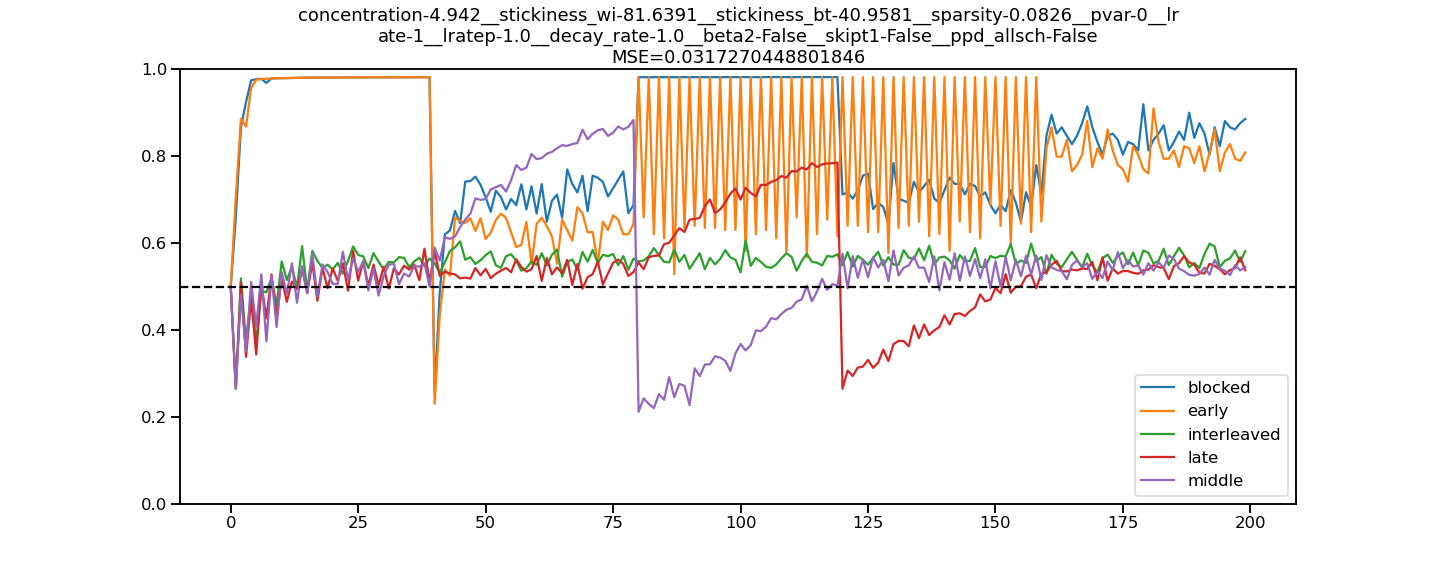 concentration-4.942__stickiness_wi-81.6391__stickiness_bt-40.9581__sparsity-0.0826__pvar-0__lr
ate-1__lratep-1.0__decay_rate-1.0__beta2-False__skipt1-False__ppd_allsch-False
MSE=0.0317270448801846
1.0
0.8
0.6
0.4
0.2
0.0
blocked
early
interleaved
late
middle
0 25 50 75 100 125 150 175 200